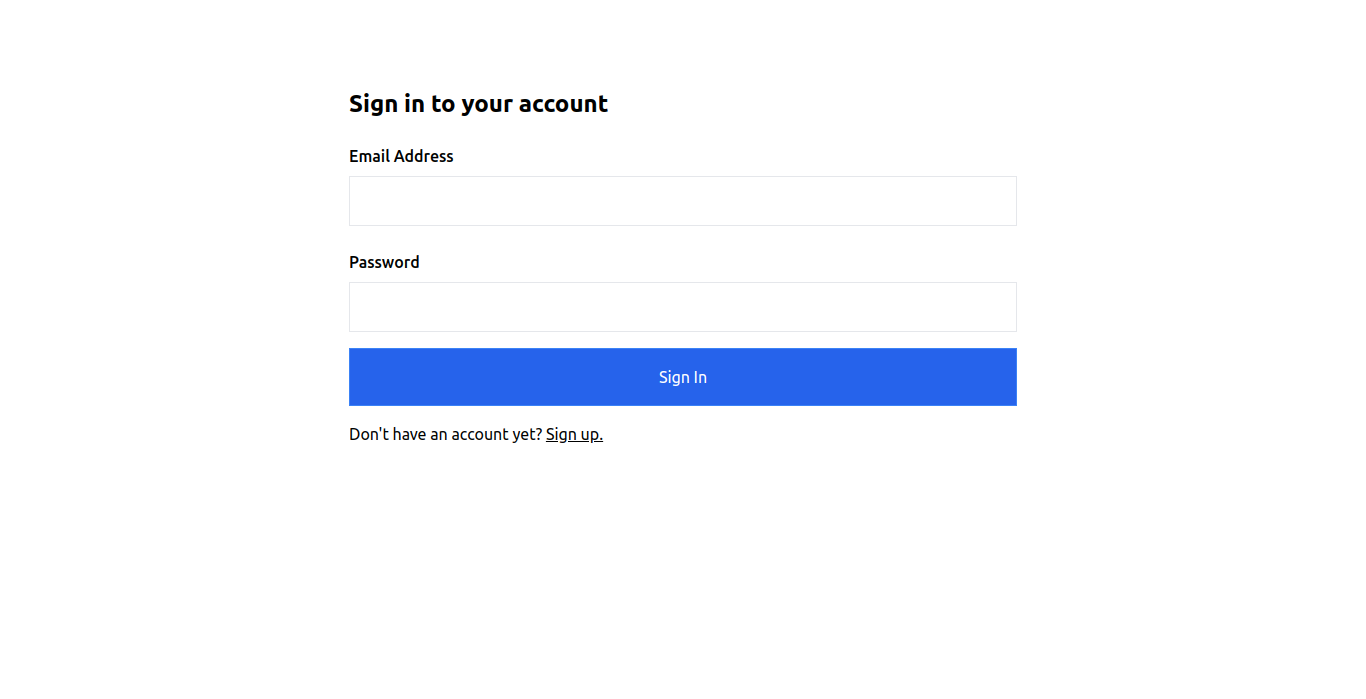 Sign in to your account
Email Address
Password
Sign In
Don't have an account yet? Sign up.